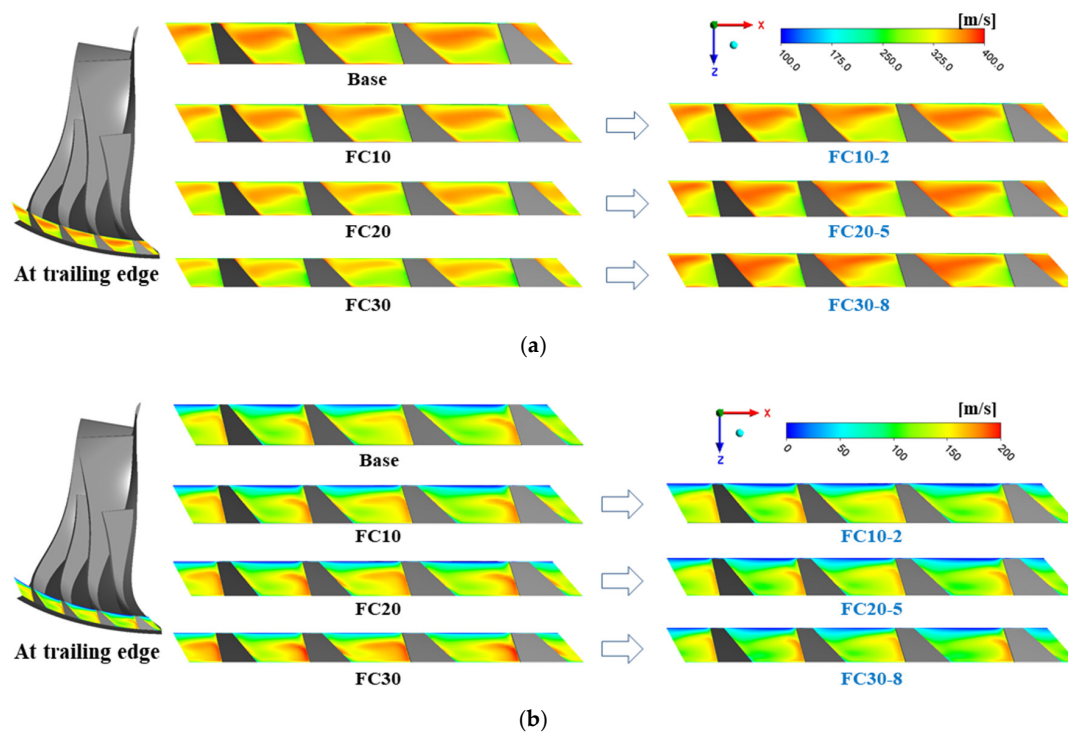 [m/s]
X
Z
100.0
175.0
250.0
325.0
400.0
Base
FC10
FC10-2
FC20
FC20-5
At trailing edge
FC30
FC30-8
(a)
[m/s]
X
Z
0
50
100
150
200
Base
FC10
FC10-2
FC20
FC20-5
At trailing edge
FC30
FC30-8
(b)